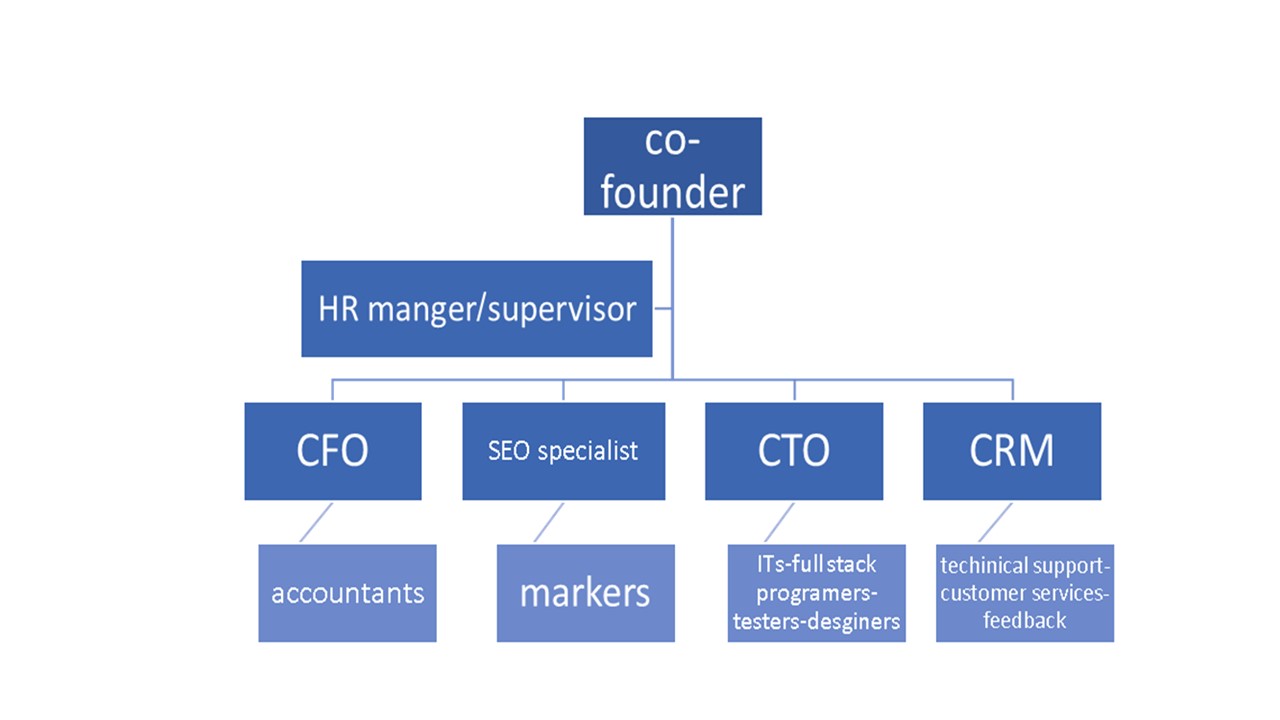 co-
founder
HR manger/supervisor
CFO
SEO specialist
CTO
CRM
accountants
markers
ITs-full stack
programers-
testers-desginers
techinical support-
customer services-
feedback